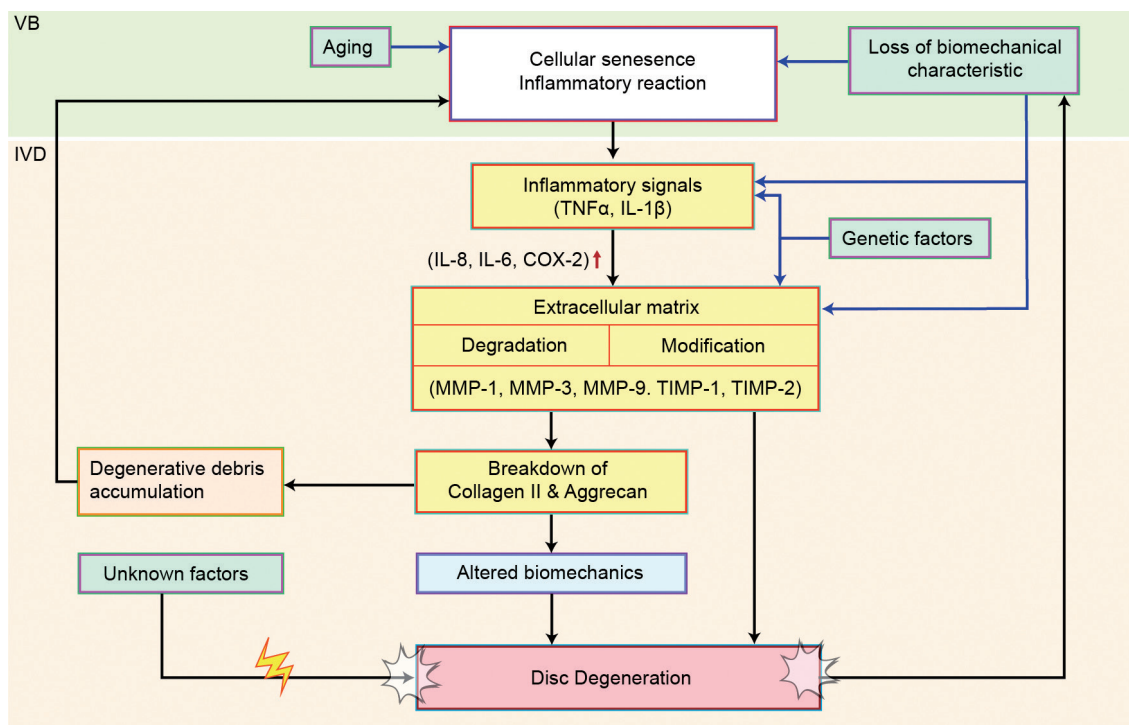 VB
Aging
Cellular senesence
Inflammatory reaction
Loss of biomechanical
characteristic
IVD
Inflammatory signals
(TNFα, IL-1β)
Genetic factors
(IL-8, IL-6, COX-2)
Extracellular matrix
Degradation
Modification
(MMP-1, MMP-3, MMP-9. TIMP-1, TIMP-2)
Degenerative debris
accumulation
Breakdown of
Collagen II & Aggrecan
Unknown factors
Altered biomechanics
Disc Degeneration